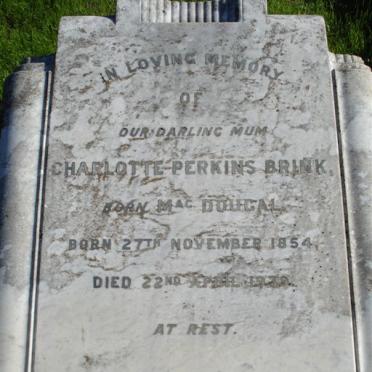 IN LOVING MEMORY
OF
OUR DARLING MUM
CHARLOTTE PERKINS BRINK,
BORN MAC DOUGAL.
BORN 27TH NOVEMBER 1854,
DIED 22ND APRIL
AT REST.